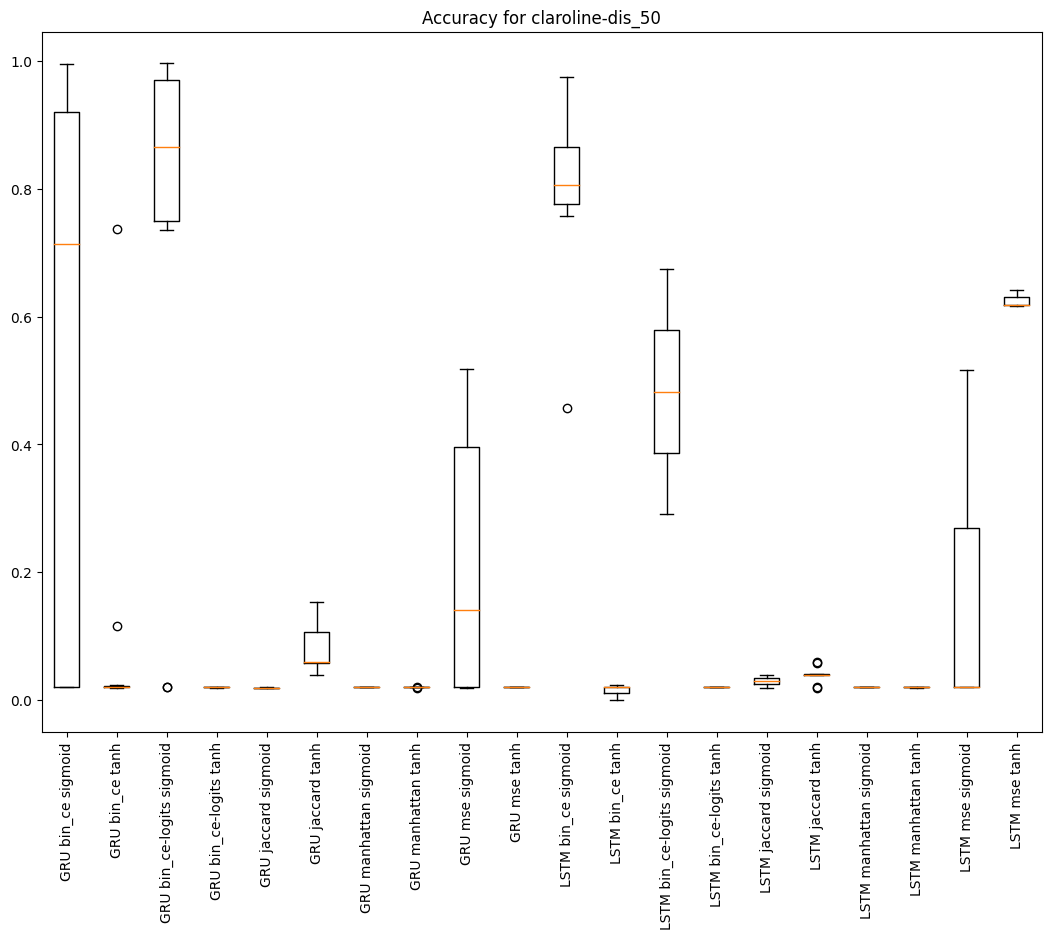 Accuracy for claroline-dis_50
1.0
0.8
0.6
0.4
0.2
0.0
GRU bin_ce sigmoid
GRU bin_ce tanh
GRU bin_ce-logits sigmoid
GRU bin_ce-logits tanh
GRU jaccard sigmoid
GRU jaccard tanh
GRU manhattan sigmoid
GRU manhattan tanh
GRU mse sigmoid
GRU mse tanh
LSTM bin_ce sigmoid
LSTM bin_ce tanh
LSTM bin_ce-logits sigmoid
LSTM bin_ce-logits tanh
LSTM jaccard sigmoid
LSTM jaccard tanh
LSTM manhattan sigmoid
LSTM manhattan tanh
LSTM mse sigmoid
LSTM mse tanh